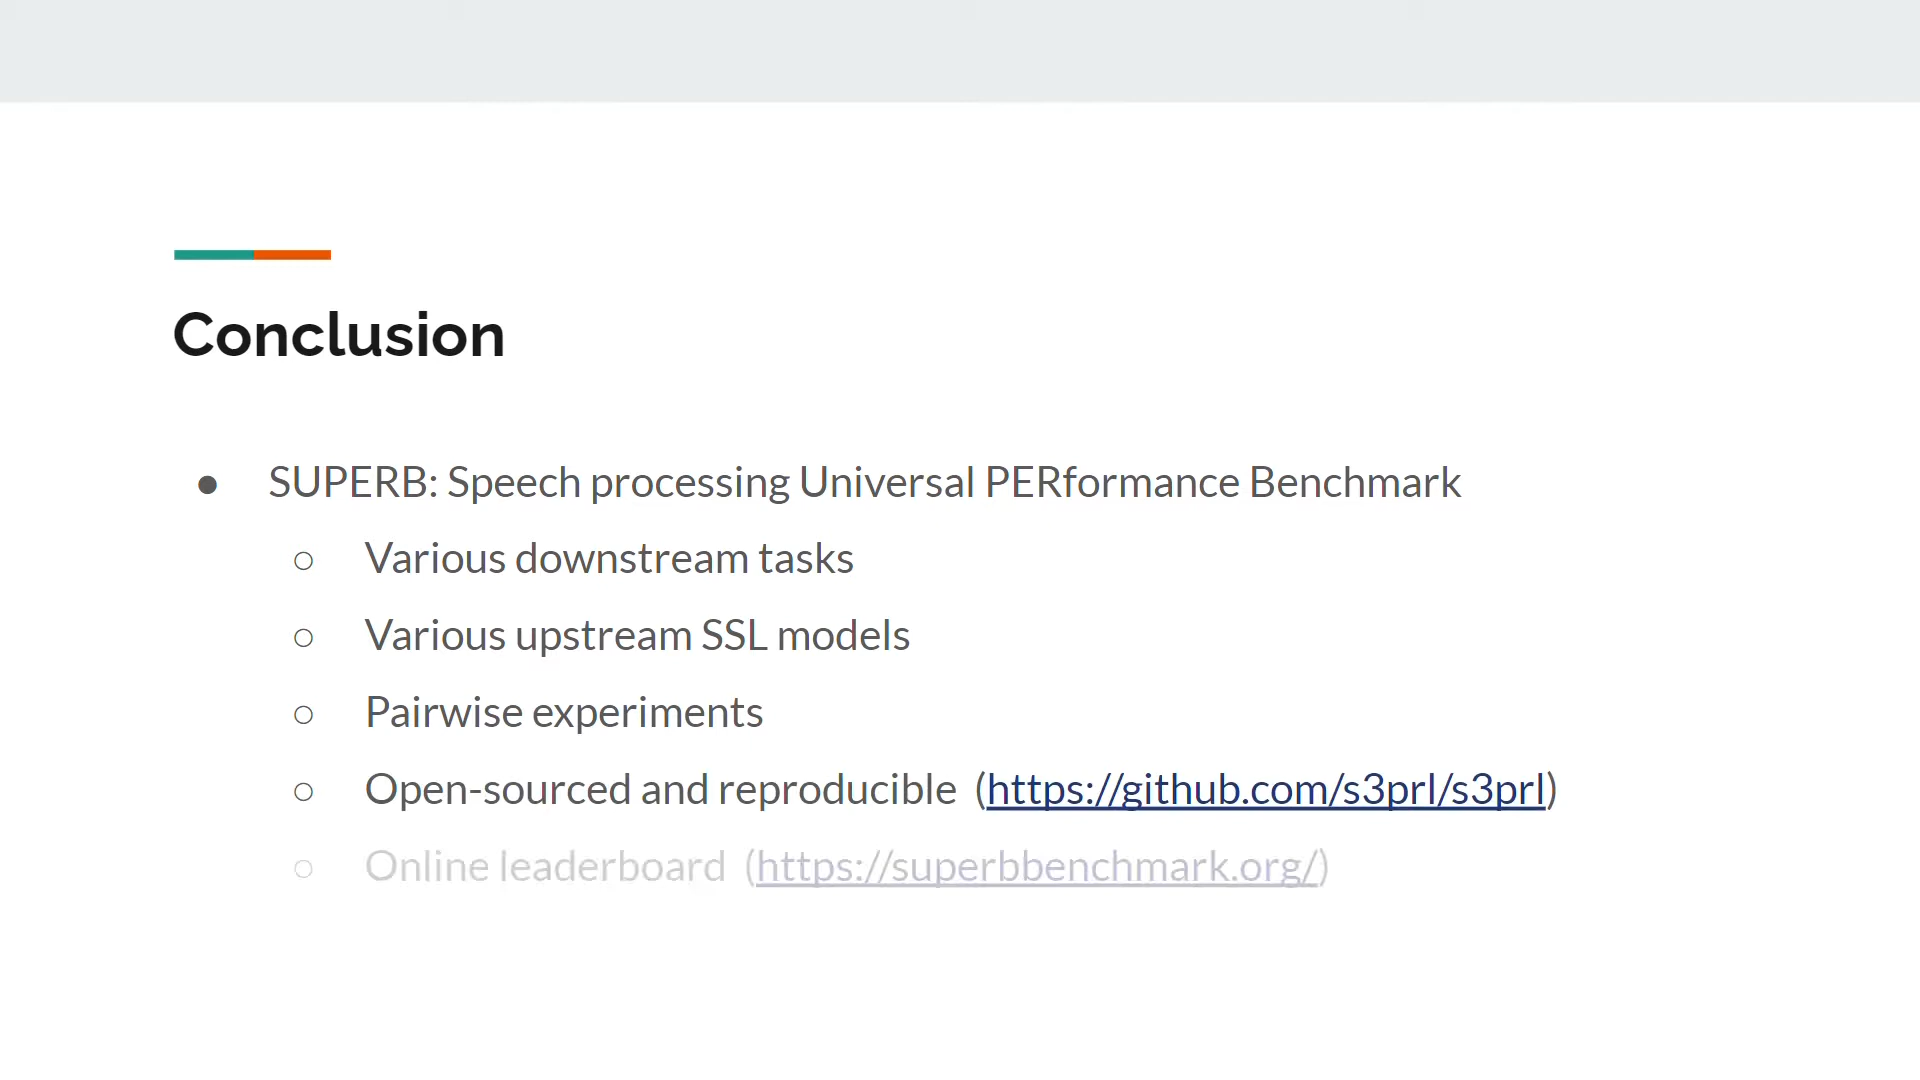 Conclusion
● SUPERB: Speech processing Universal PERformance Benchmark
○ Various downstream tasks
○ Various upstream SSL models
○ Pairwise experiments
○ Open-sourced and reproducible (https://github.com/s3prl/s3prl)
○ Online leaderboard (https://superbbenchmark.org/)